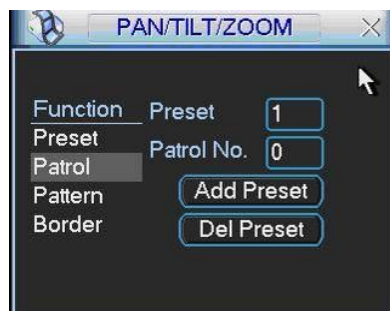 PAN/TILT/ZOOM
Function
Preset
Patrol
Pattern
Border
Preset 1
Patrol No. 0
Add Preset
Del Preset